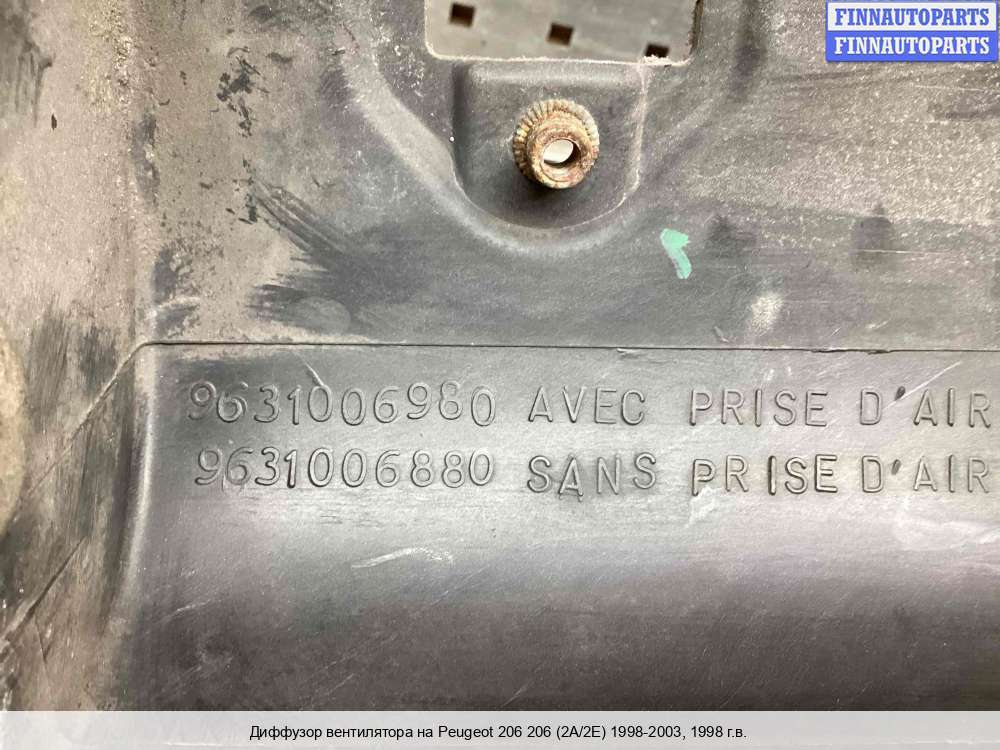 FINNAUTOPARTS
FINNAUTOPARTS
9631006980 AVEC PRISE D'AIR
9631006880 SANS PRISE D'AIR
Диффузор вентилятора на Peugeot 206 206 (2A/2E) 1998-2003, 1998 г.в.